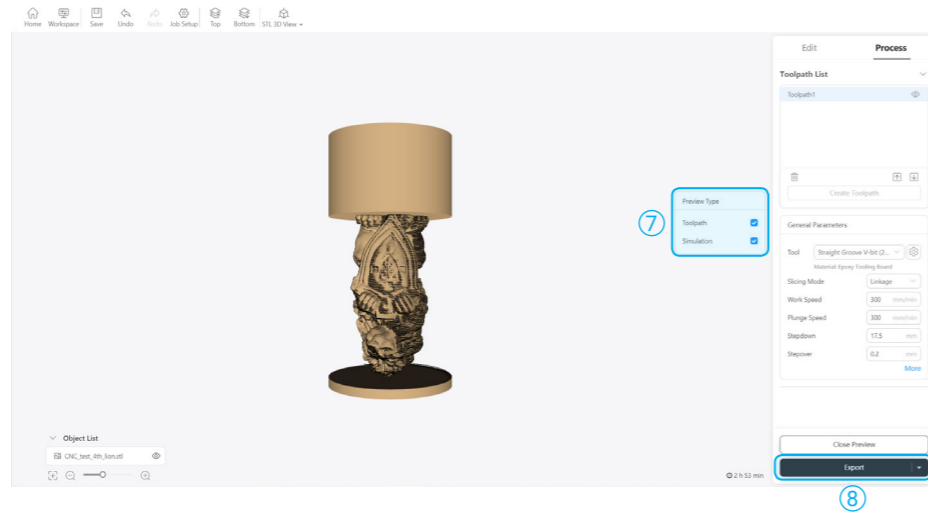 Home Workspace Save Undo Redo Job Setup Top Bottom STL 3D View
Edit Process
Toolpath List
Toolpath1
Create Toolpath
Preview Type
⑦ Toolpath
Simulation
General Parameters
Tool Straight Groove V-bit (2...
Material: Epoxy Tooling Board
Slicing Mode Linkage
Work Speed 300 mm/min
Plunge Speed 300 mm/min
Stepdown 17.5 mm
Stepover 0.2 mm
More
Object List
CNC_test_4th_lion.stl
2 h 53 min
Close Preview
Export
⑧